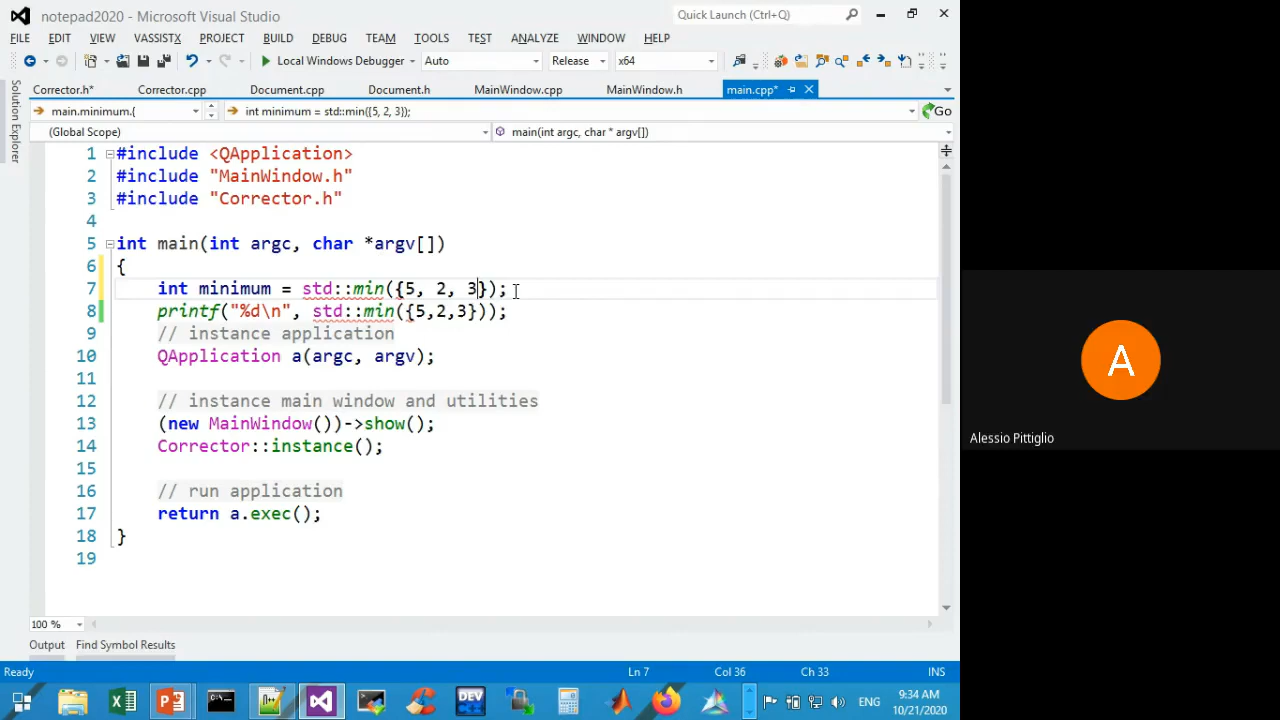 notepad2020 - Microsoft Visual Studio
Quick Launch (Ctrl+Q)
FILE EDIT VIEW VASSISTX PROJECT BUILD DEBUG TEAM TOOLS TEST ANALYZE WINDOW HELP
Local Windows Debugger Auto Release x64
Corrector.h* Corrector.cpp Document.cpp Document.h MainWindow.cpp MainWindow.h main.cpp*
main.minimum.{ int minimum = std::min({5, 2, 3}); Go
(Global Scope) main(int argc, char * argv[])
Solution Explorer
1 #include <QApplication>
2 #include "MainWindow.h"
3 #include "Corrector.h"
4
5 int main(int argc, char *argv[])
6 {
7 int minimum = std::min({5, 2, 3});
8 printf("%d\n", std::min({5,2,3}));
9 // instance application
10 QApplication a(argc, argv);
11
12 // instance main window and utilities
13 (new MainWindow())->show();
14 Corrector::instance();
15
16 // run application
17 return a.exec();
18 }
19
100 %
Output Find Symbol Results
Ready Ln 7 Col 36 Ch 33 INS
DEV
ENG
9:34 AM
10/21/2020
A
Alessio Pittiglio